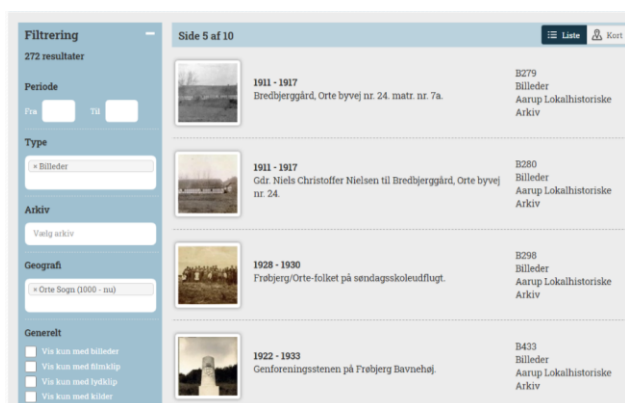 Filtrering
272 resultater
Periode
Fra Til
Type
× Billeder
Arkiv
Vælg arkiv
Geografi
× Orte Sogn (1000 - nu)
Generelt
Vis kun med billeder
Vis kun med filmklip
Vis kun med lydklip
Vis kun med kilder
Side 5 af 10
Liste Kort
1911 - 1917
Bredbjerggård, Orte byvej nr. 24. matr. nr. 7a.
B279
Billeder
Aarup Lokalhistoriske
Arkiv
1911 - 1917
Gdr. Niels Christoffer Nielsen til Bredbjerggård, Orte byvej
nr. 24.
B280
Billeder
Aarup Lokalhistoriske
Arkiv
1928 - 1930
Frøbjerg/Orte-folket på søndagsskoleudflugt.
B298
Billeder
Aarup Lokalhistoriske
Arkiv
1922 - 1933
Genforeningsstenen på Frøbjerg Bavnehøj.
B433
Billeder
Aarup Lokalhistoriske
Arkiv